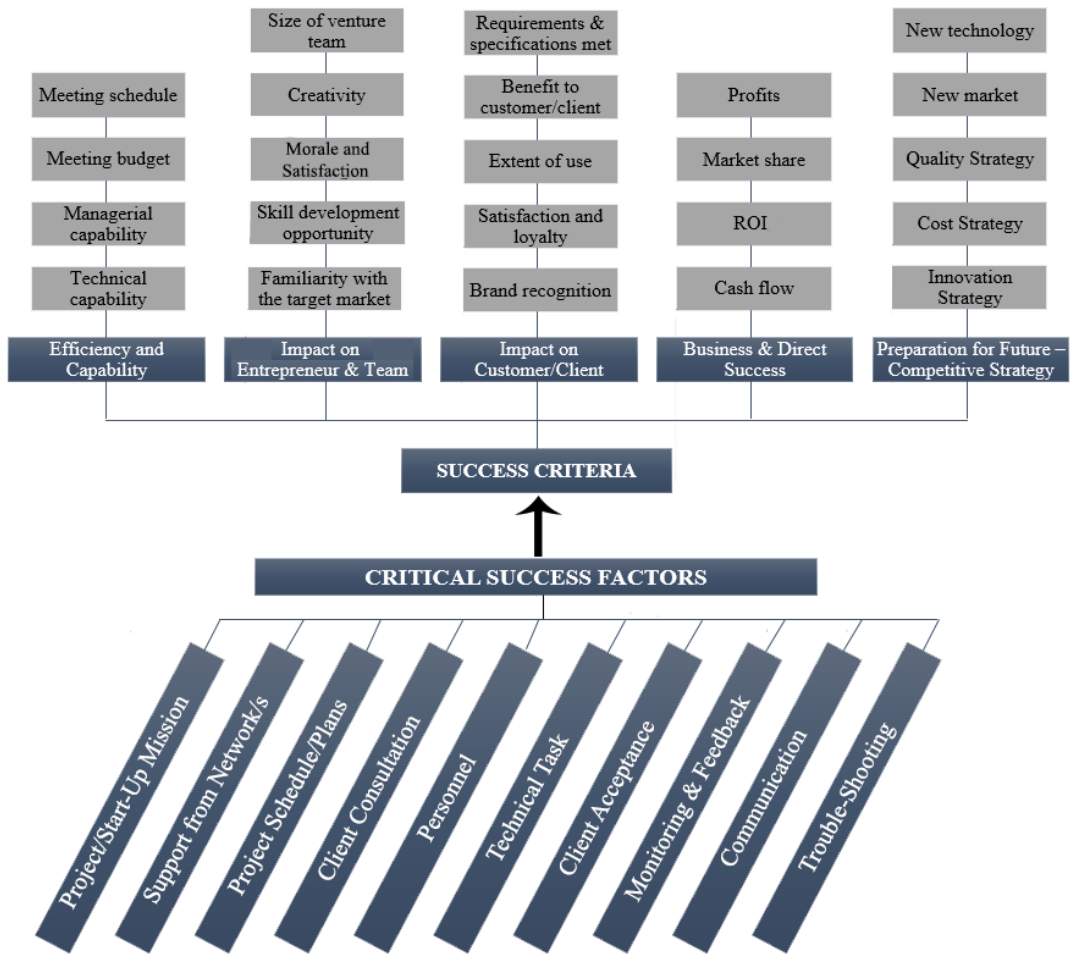 Size of venture
team
Requirements &
specifications met
New technology
Meeting schedule
Creativity
Benefit to
customer/client
Profits
New market
Meeting budget
Morale and
Satisfaction
Extent of use
Market share
Quality Strategy
Managerial
capability
Skill development
opportunity
Satisfaction and
loyalty
ROI
Cost Strategy
Technical
capability
Familiarity with
the target market
Brand recognition
Cash flow
Innovation
Strategy
Efficiency and
Capability
Impact on
Entrepreneur & Team
Impact on
Customer/Client
Business & Direct
Success
Preparation for Future –
Competitive Strategy
SUCCESS CRITERIA
CRITICAL SUCCESS FACTORS
Project/Start-Up Mission
Support from Network/s
Project Schedule/Plans
Client Consultation
Personnel
Technical Task
Client Acceptance
Monitoring & Feedback
Communication
Trouble-Shooting